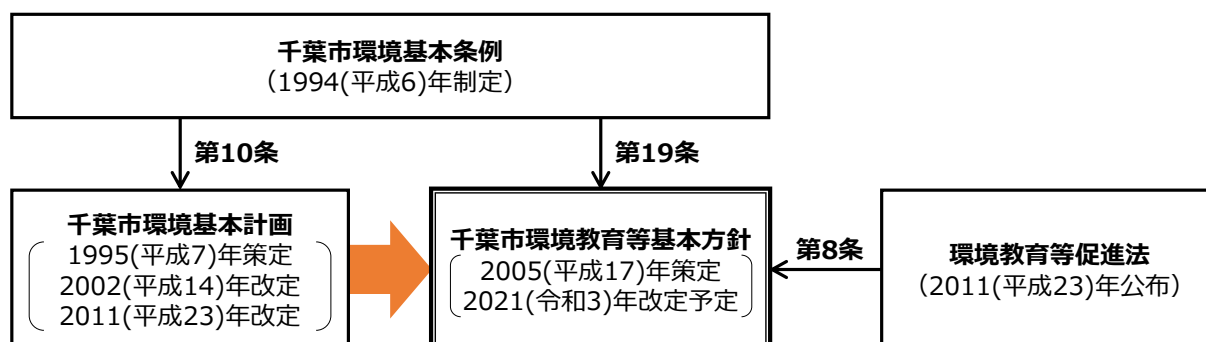 千葉市環境基本条例
（1994(平成6)年制定）
第10条
第19条
千葉市環境基本計画
1995(平成7)年策定
2002(平成14)年改定
2011(平成23)年改定
千葉市環境教育等基本方針
2005(平成17)年策定
2021(令和3)年改定予定
第8条
環境教育等促進法
（2011(平成23)年公布）